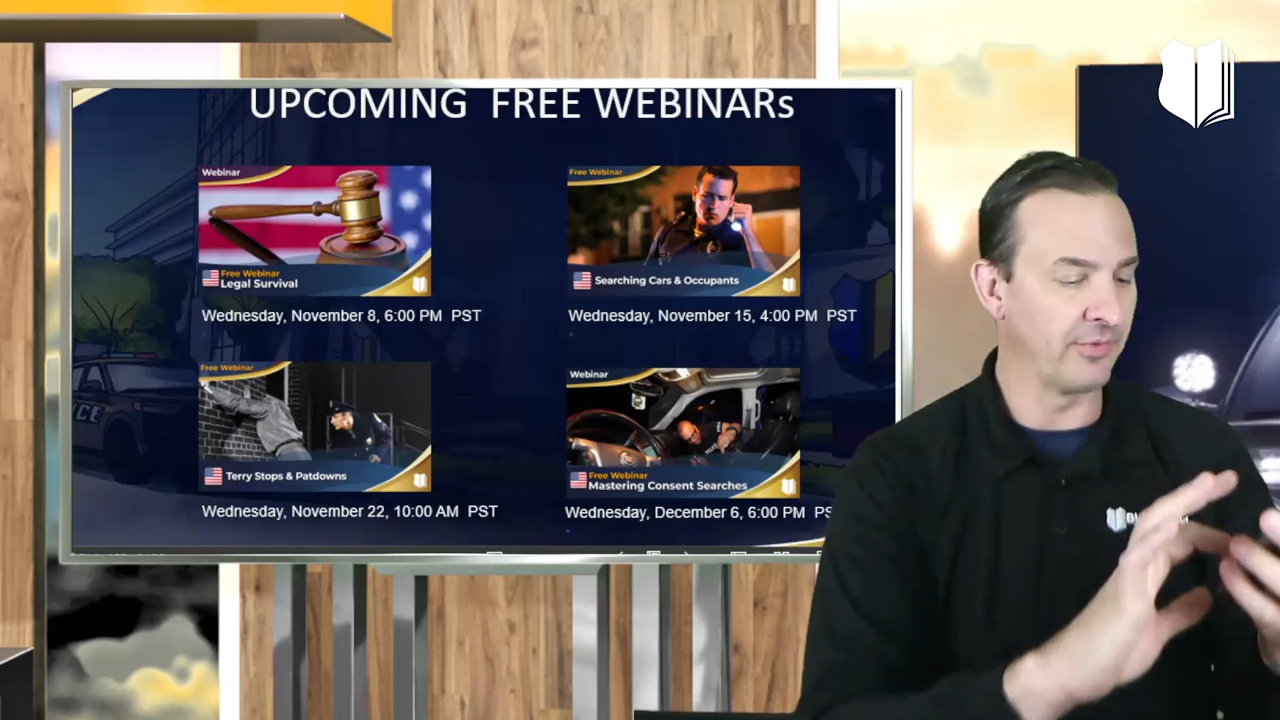 UPCOMING FREE WEBINARs
Webinar
Free Webinar
Legal Survival
Wednesday, November 8, 6:00 PM PST
Free Webinar
Searching Cars & Occupants
Wednesday, November 15, 4:00 PM PST
Free Webinar
Terry Stops & Patdowns
Wednesday, November 22, 10:00 AM PST
Webinar
Free Webinar
Mastering Consent Searches
Wednesday, December 6, 6:00 PM PS